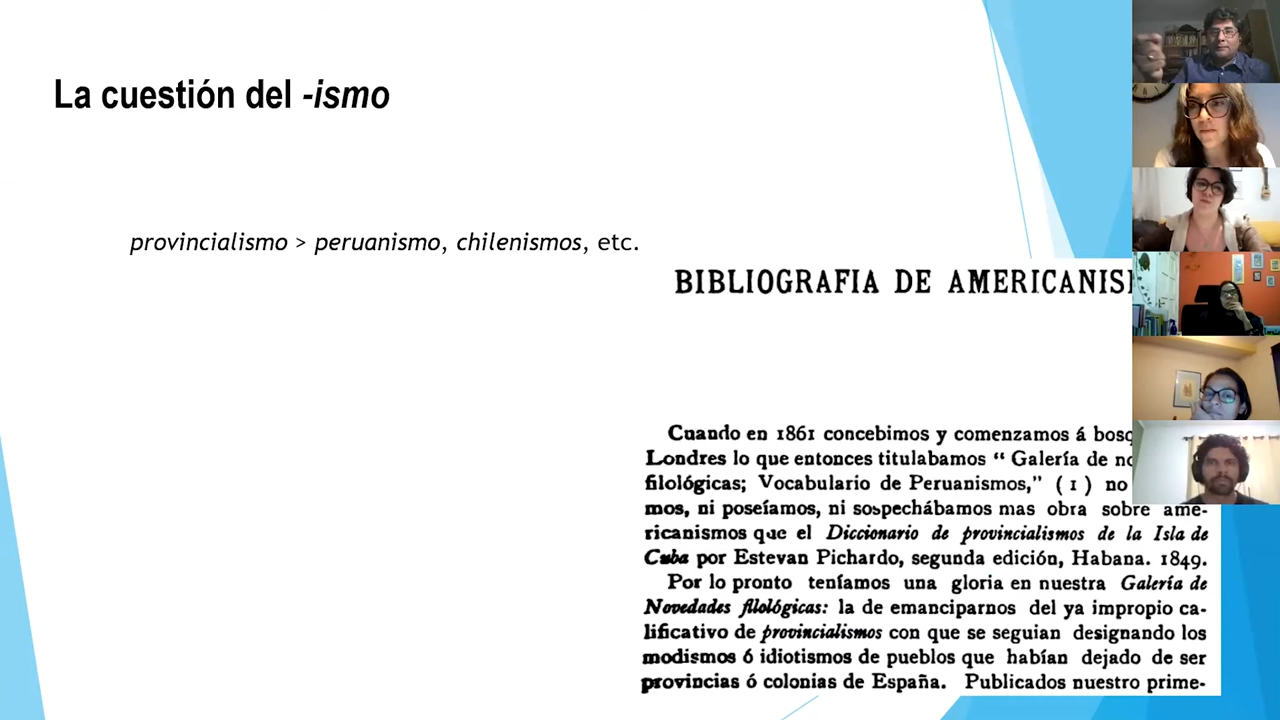 La cuestión del -ismo
provincialismo > peruanismo, chilenismos, etc.
BIBLIOGRAFIA DE
Cuando en 1861 concebimos y comenzamos á
Londres lo que entonces titulabamos “ Galería de
filológicas; Vocabulario de Peruanismos,” ( 1 ) no
mos, ni poseíamos, ni sospechábamos mas obra sobre ame-
ricanismos que el Diccionario de provincialismos de la Isla de
Cuba por Estevan Pichardo, segunda edición, Habana. 1849.
Por lo pronto teníamos una gloria en nuestra Galería de
Novedades filológicas: la de emanciparnos del ya impropio ca-
lificativo de provincialismos con que se seguian designando los
modismos ó idiotismos de pueblos que habían dejado de ser
provincias ó colonias de España. Publicados nuestro prime-